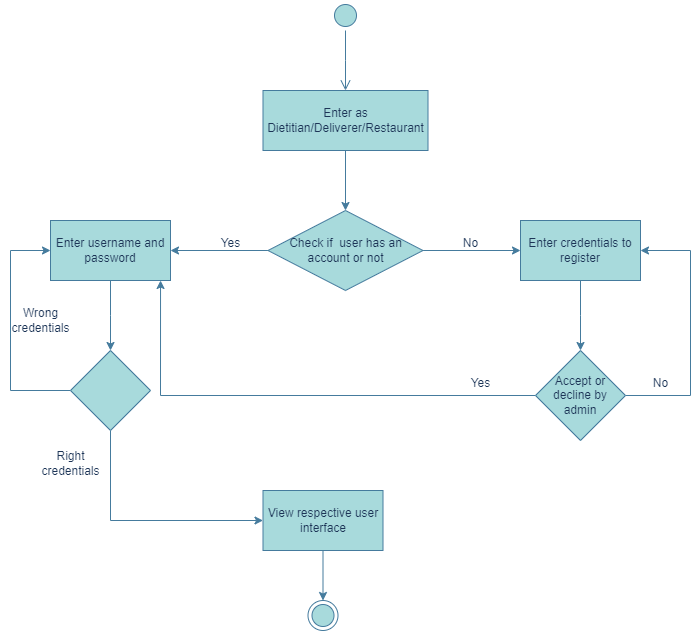 Enter as
Dietitian/Deliverer/Restaurant
Check if  user has an
account or not
Yes
No
Enter username and
password
Enter credentials to
register
Wrong
credentials
Yes
Accept or
decline by
admin
No
Right
credentials
View respective user
interface